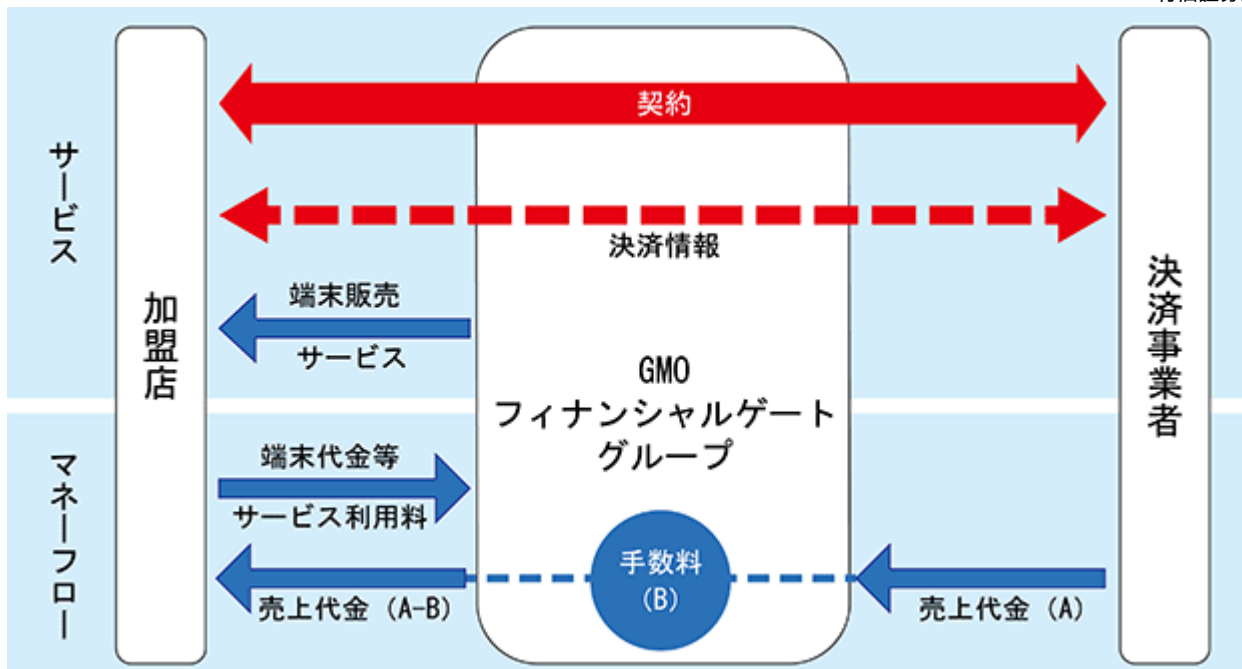 サービス
マネーフロー
加盟店
契約
決済情報
端末販売
サービス
GMO
フィナンシャルゲート
グループ
端末代金等
サービス利用料
手数料
(B)
売上代金 (A-B)
売上代金 (A)
決済事業者